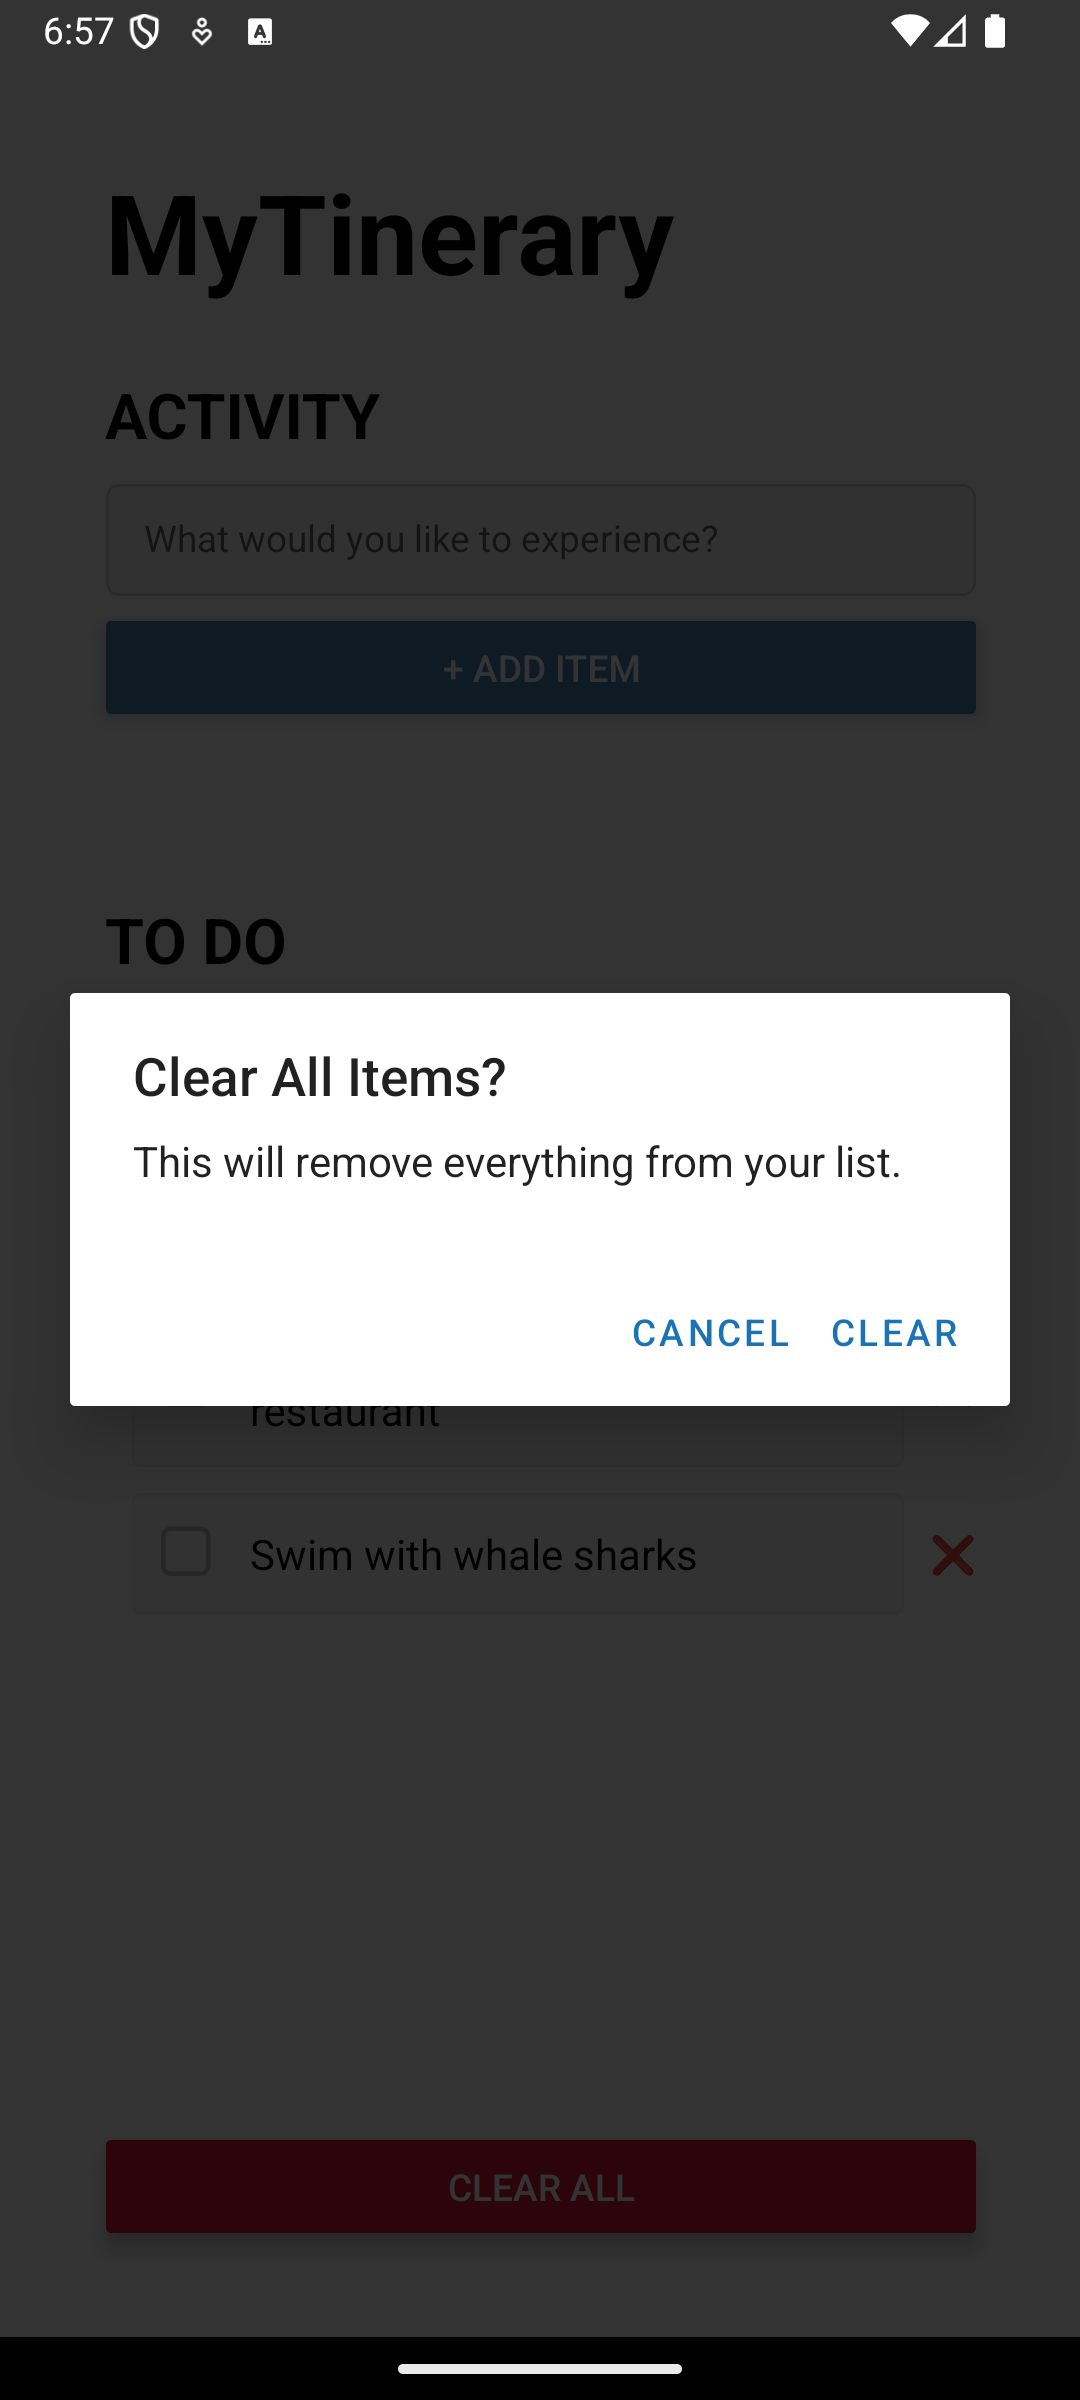 6:57
MyTinerary
ACTIVITY
What would you like to experience?
+ ADD ITEM
TO DO
Clear All Items?
This will remove everything from your list.
CANCEL CLEAR
restaurant
Swim with whale sharks
CLEAR ALL